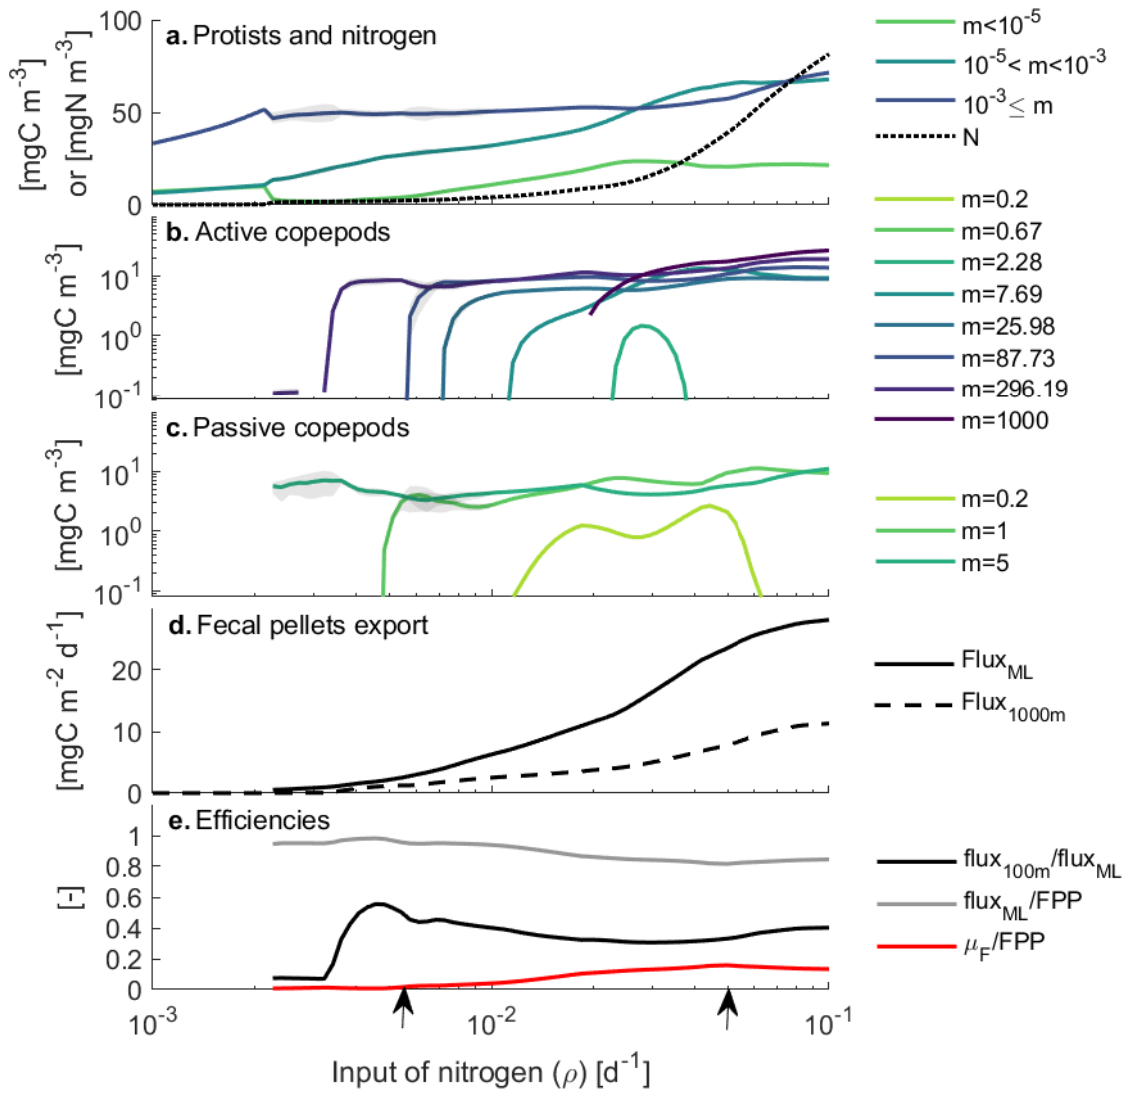 a. Protists and nitrogen
[mgC m⁻³]
or [mgN m⁻³]
100
50
0
m<10⁻⁵
10⁻⁵< m<10⁻³
10⁻³≤ m
N
b. Active copepods
[mgC m⁻³]
10¹
10⁰
10⁻¹
m=0.2
m=0.67
m=2.28
m=7.69
m=25.98
m=87.73
m=296.19
m=1000
c. Passive copepods
[mgC m⁻³]
10¹
10⁰
10⁻¹
m=0.2
m=1
m=5
d. Fecal pellets export
[mgC m⁻² d⁻¹]
20
10
0
Flux_ML
Flux_1000m
e. Efficiencies
[-]
1
0.8
0.6
0.4
0.2
0
flux_100m/flux_ML
flux_ML/FPP
μ_F/FPP
10⁻³
10⁻²
10⁻¹
Input of nitrogen (ρ) [d⁻¹]